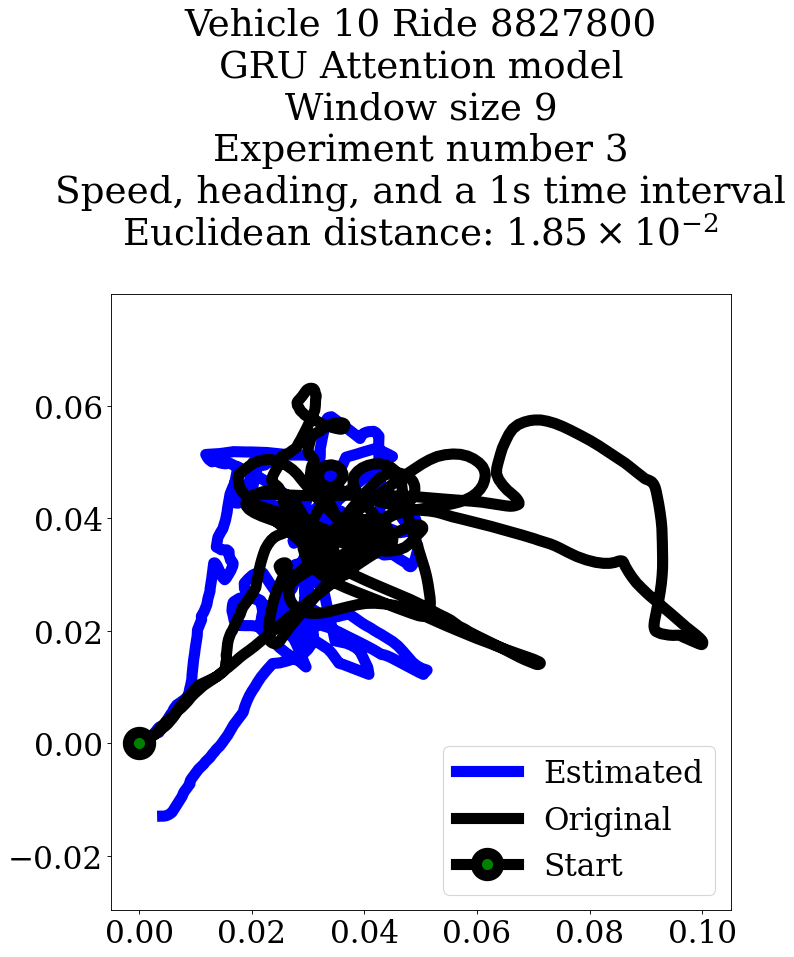 Vehicle 10 Ride 8827800
GRU Attention model
Window size 9
Experiment number 3
Speed, heading, and a 1s time interval
Euclidean distance: 1.85 × 10⁻²
0.06
0.04
0.02
0.00
−0.02
Estimated
Original
Start
0.00 0.02 0.04 0.06 0.08 0.10